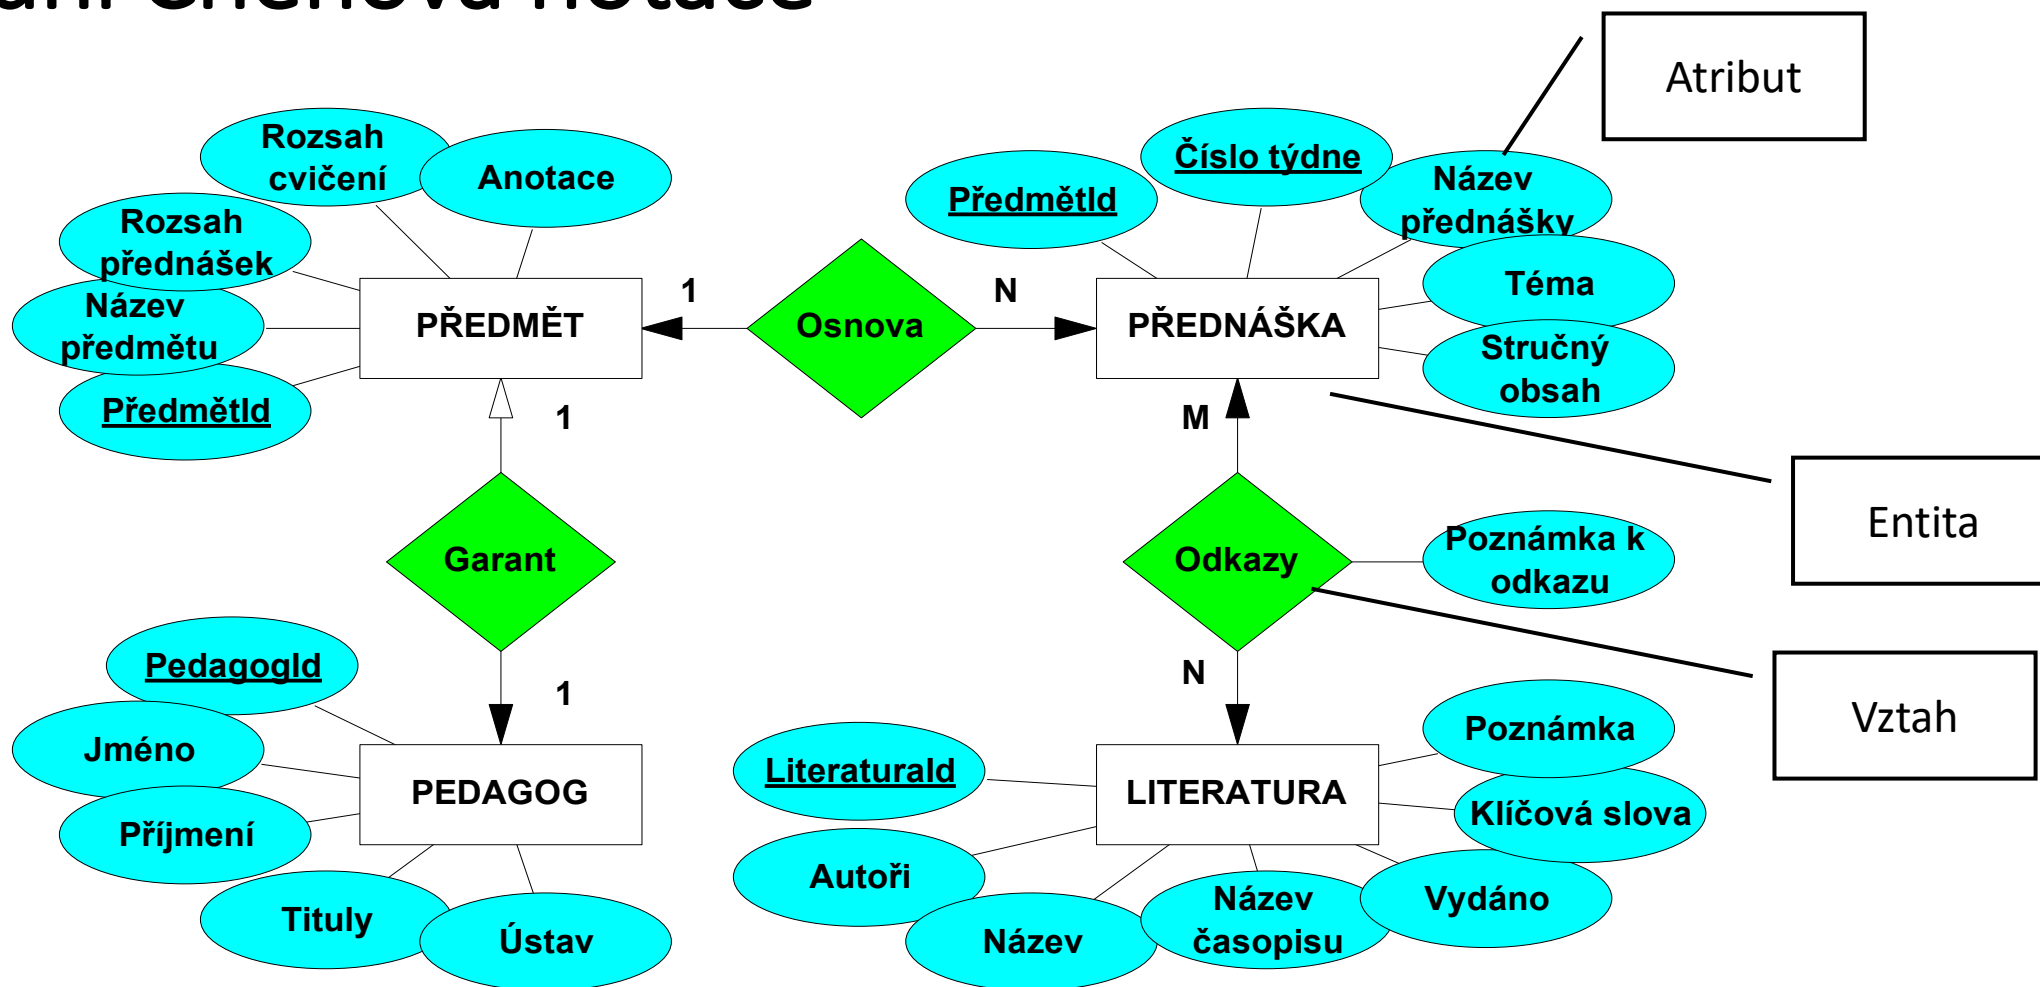 Chenova notace
Atribut
Rozsah
cvičení
Anotace
Číslo týdne
PředmětId
Název
přednášky
Rozsah
přednášek
Téma
Název
předmětu
PŘEDMĚT
1
Osnova
N
PŘEDNÁŠKA
Stručný
obsah
PředmětId
1
M
Entita
Garant
Odkazy
Poznámka k
odkazu
PedagogId
1
N
Vztah
Jméno
Poznámka
PEDAGOG
LiteraturaId
LITERATURA
Klíčová slova
Příjmení
Autoři
Tituly
Ústav
Název
Název
časopisu
Vydáno